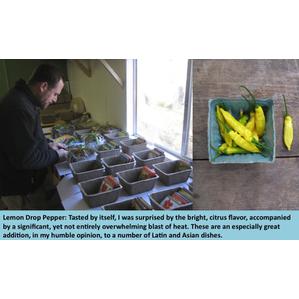 Lemon Drop Pepper: Tasted by itself, I was surprised by the bright, citrus flavor, accompanied
by a significant, yet not entirely overwhelming blast of heat. These are an especially great
addition, in my humble opinion, to a number of Latin and Asian dishes.